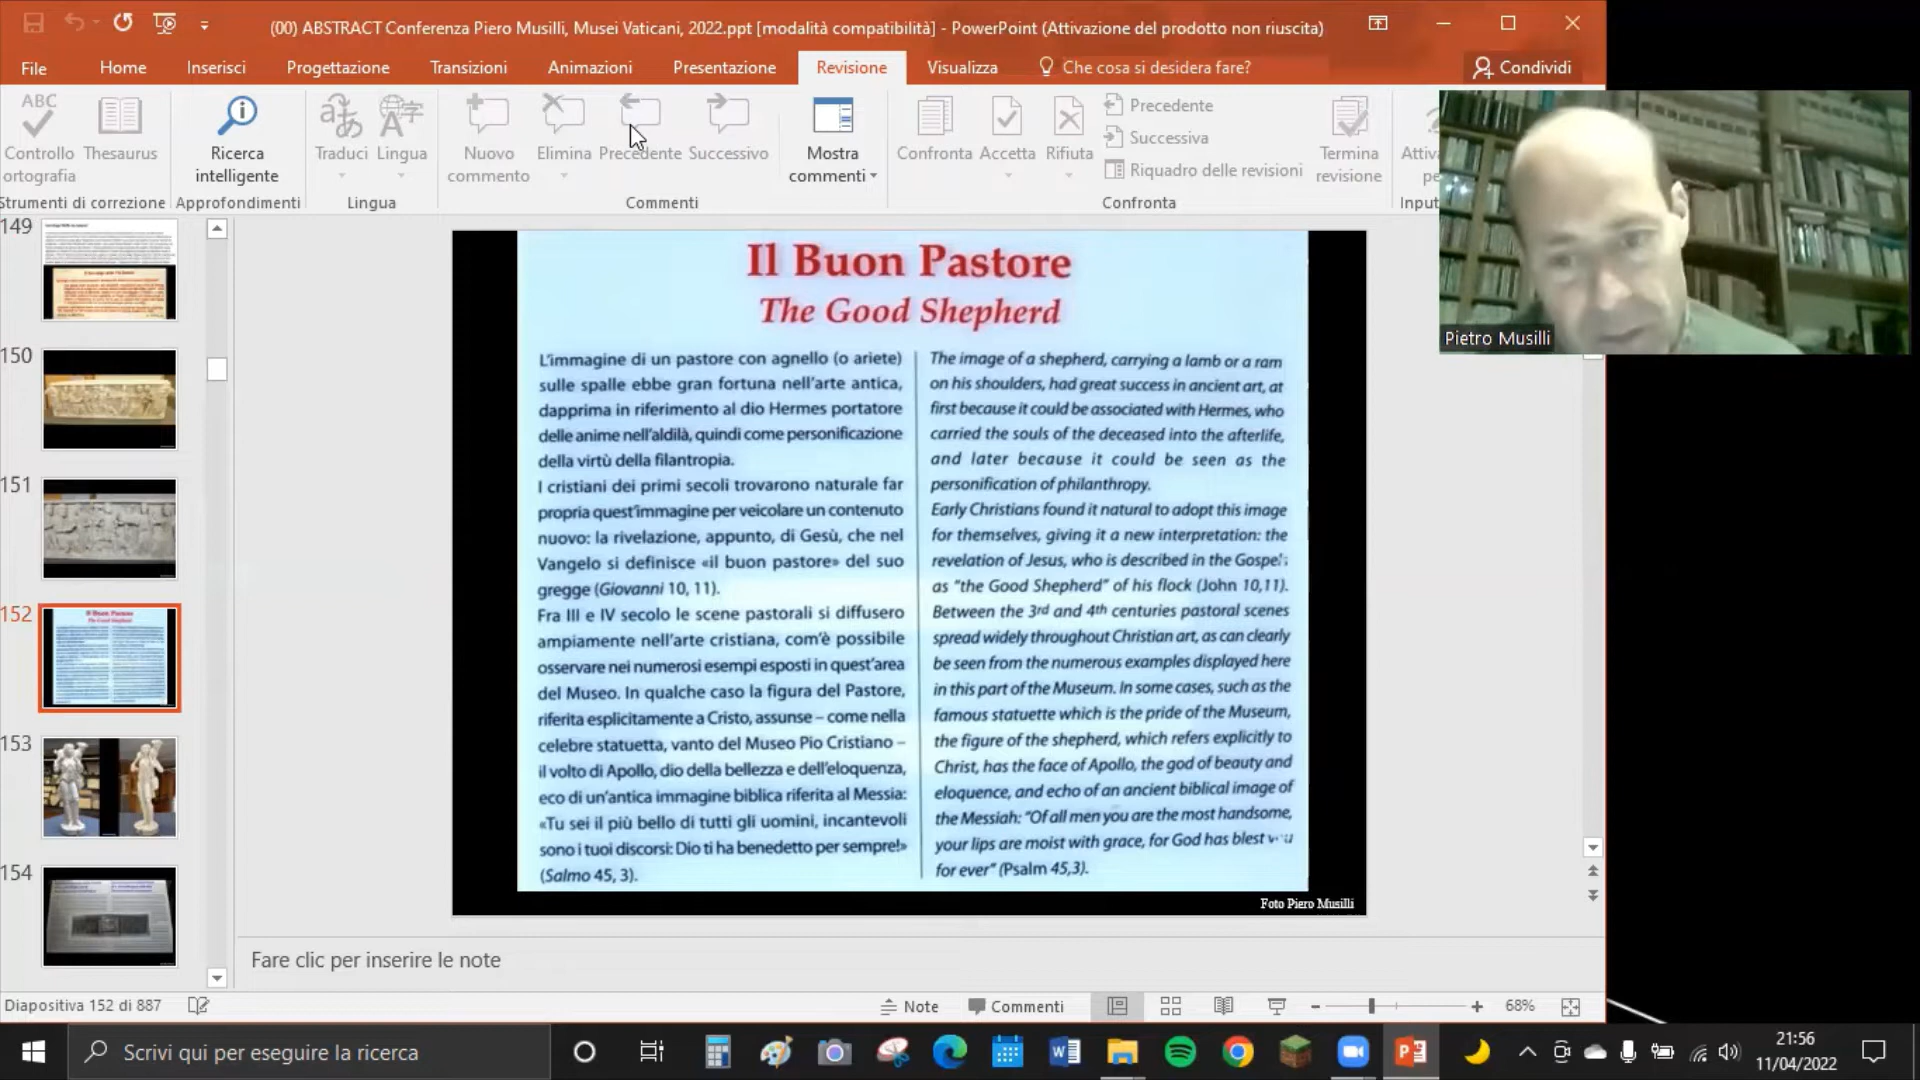 (00) ABSTRACT Conferenza Piero Musilli, Musei Vaticani, 2022.ppt [modalità compatibilità] - PowerPoint (Attivazione del prodotto non riuscita)
File Home Inserisci Progettazione Transizioni Animazioni Presentazione Revisione Visualizza Che cosa si desidera fare? Condividi
Controllo ortografia
Thesaurus
Ricerca intelligente
Traduci
Lingua
Nuovo commento
Elimina
Precedente
Successivo
Mostra commenti
Confronta
Accetta
Rifiuta
Precedente
Successiva
Riquadro delle revisioni
Termina revisione
Strumenti di correzione
Approfondimenti
Lingua
Commenti
Confronta
Pietro Musilli
149
150
151
152
153
154
Il Buon Pastore
The Good Shepherd
L'immagine di un pastore con agnello (o ariete)
sulle spalle ebbe gran fortuna nell'arte antica,
dapprima in riferimento al dio Hermes portatore
delle anime nell'aldilà, quindi come personificazione
della virtù della filantropia.
I cristiani dei primi secoli trovarono naturale far
propria quest'immagine per veicolare un contenuto
nuovo: la rivelazione, appunto, di Gesù, che nel
Vangelo si definisce «il buon pastore» del suo
gregge (Giovanni 10, 11).
Fra III e IV secolo le scene pastorali si diffusero
ampiamente nell'arte cristiana, com'è possibile
osservare nei numerosi esempi esposti in quest'area
del Museo. In qualche caso la figura del Pastore,
riferita esplicitamente a Cristo, assunse – come nella
celebre statuetta, vanto del Museo Pio Cristiano –
il volto di Apollo, dio della bellezza e dell'eloquenza,
eco di un'antica immagine biblica riferita al Messia:
«Tu sei il più bello di tutti gli uomini, incantevoli
sono i tuoi discorsi: Dio ti ha benedetto per sempre!»
(Salmo 45, 3).
The image of a shepherd, carrying a lamb or a ram
on his shoulders, had great success in ancient art, at
first because it could be associated with Hermes, who
carried the souls of the deceased into the afterlife,
and later because it could be seen as the
personification of philanthropy.
Early Christians found it natural to adopt this image
for themselves, giving it a new interpretation: the
revelation of Jesus, who is described in the Gospels
as "the Good Shepherd" of his flock (John 10,11).
Between the 3rd and 4th centuries pastoral scenes
spread widely throughout Christian art, as can clearly
be seen from the numerous examples displayed here
in this part of the Museum. In some cases, such as the
famous statuette which is the pride of the Museum,
the figure of the shepherd, which refers explicitly to
Christ, has the face of Apollo, the god of beauty and
eloquence, and echo of an ancient biblical image of
the Messiah: "Of all men you are the most handsome,
your lips are moist with grace, for God has blest you
for ever" (Psalm 45,3).
Foto Piero Musilli
Fare clic per inserire le note
Diapositiva 152 di 887
Note
Commenti
68%
Scrivi qui per eseguire la ricerca
21:56
11/04/2022